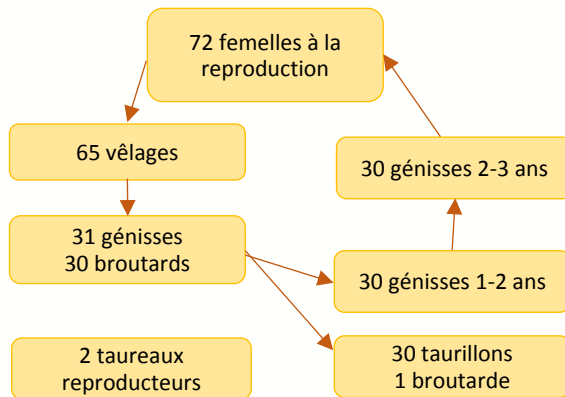 72 femelles à la
reproduction
65 vêlages
30 génisses 2-3 ans
31 génisses
30 broutards
30 génisses 1-2 ans
2 taureaux
reproducteurs
30 taurillons
1 broutarde